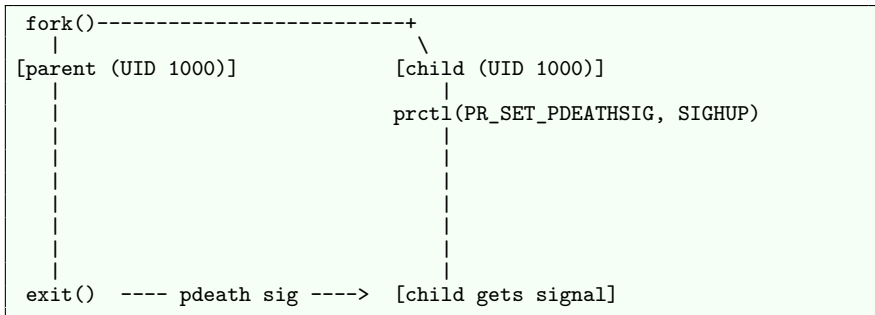 fork()--------------------------+
  |                              \
[parent (UID 1000)]            [child (UID 1000)]
  |                                |
  |                            prctl(PR_SET_PDEATHSIG, SIGHUP)
  |                                |
  |                                |
  |                                |
  |                                |
  |                                |
  |                                |
  |                                |
exit()  ---- pdeath sig ---->  [child gets signal]